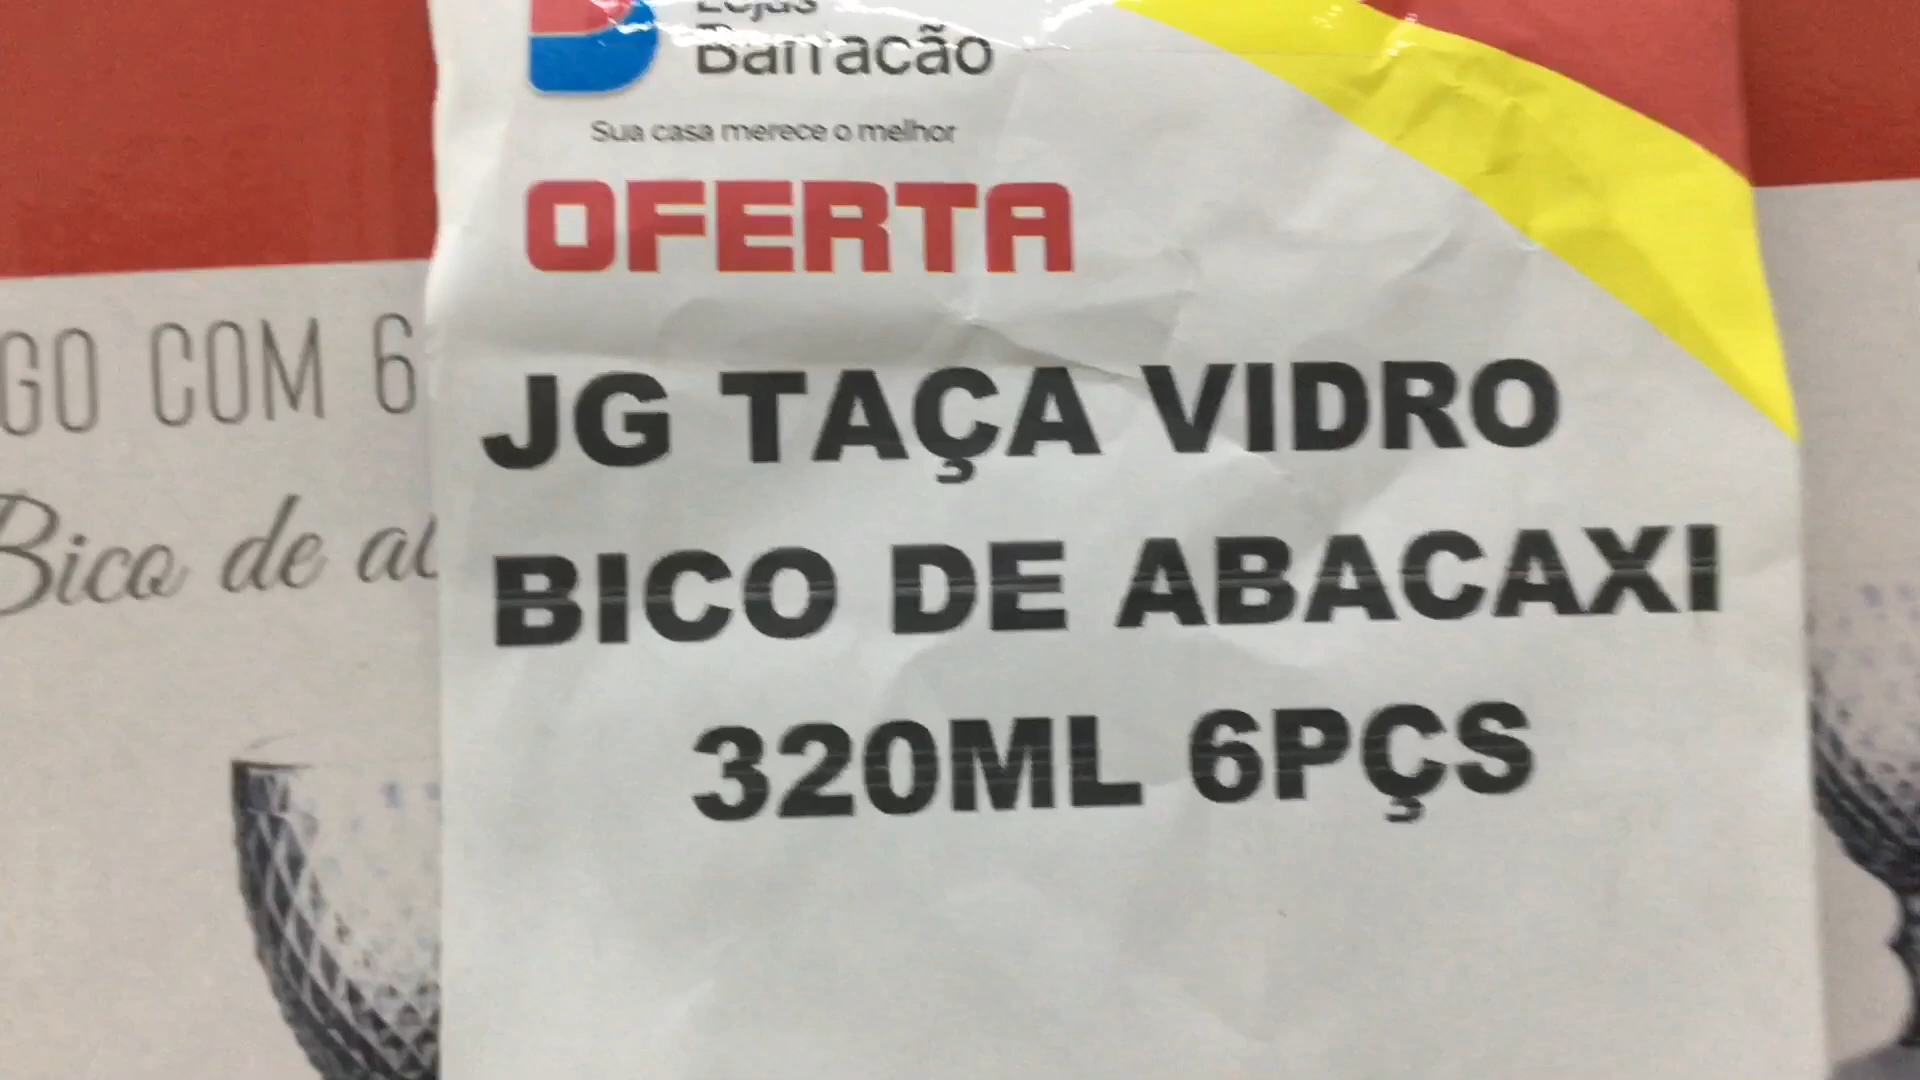 Lojas
Barracão
Sua casa merece o melhor
OFERTA
JG TAÇA VIDRO
BICO DE ABACAXI
320ML 6PÇS
GO COM 6
Bico de a